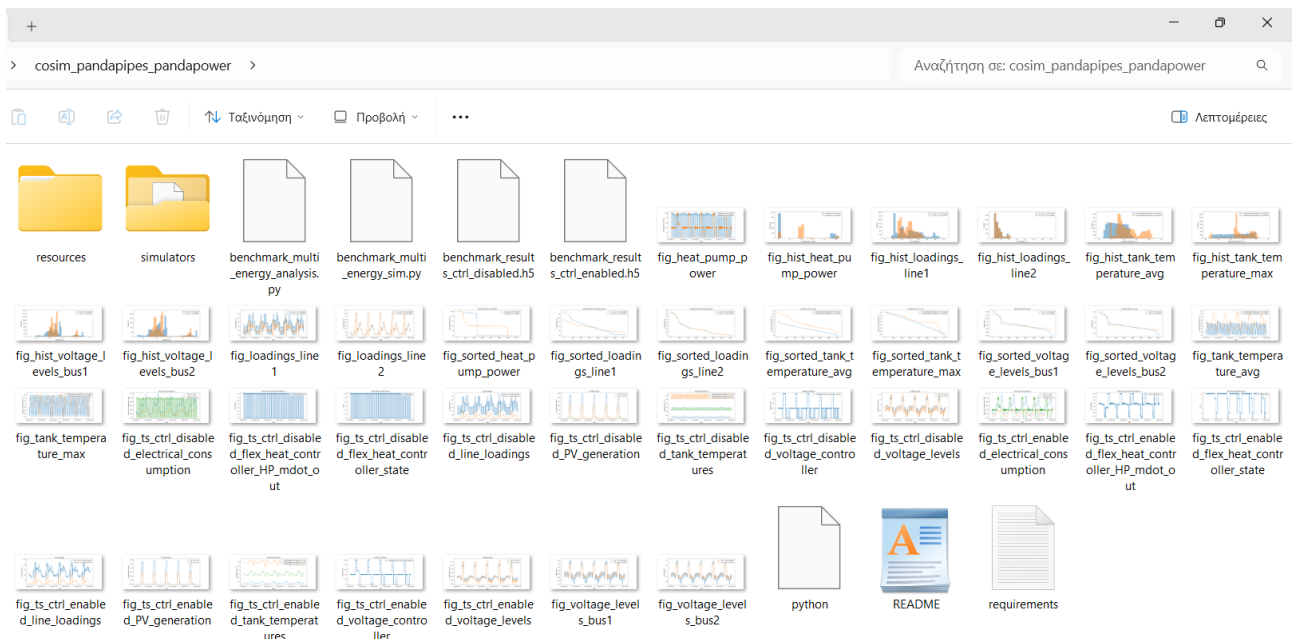 cosim_pandapipes_pandapower
Αναζήτηση σε: cosim_pandapipes_pandapower
Ταξινόμηση
Προβολή
Λεπτομέρειες
resources
simulators
benchmark_multi
_energy_analysis.
py
benchmark_multi
_energy_sim.py
benchmark_result
s_ctrl_disabled.h5
benchmark_result
s_ctrl_enabled.h5
fig_heat_pump_p
ower
fig_hist_heat_pu
mp_power
fig_hist_loadings_
line1
fig_hist_loadings_
line2
fig_hist_tank_tem
perature_avg
fig_hist_tank_tem
perature_max
fig_hist_voltage_l
evels_bus1
fig_hist_voltage_l
evels_bus2
fig_loadings_line
1
fig_loadings_line
2
fig_sorted_heat_p
ump_power
fig_sorted_loadin
gs_line1
fig_sorted_loadin
gs_line2
fig_sorted_tank_t
emperature_avg
fig_sorted_tank_t
emperature_max
fig_sorted_voltag
e_levels_bus1
fig_sorted_voltag
e_levels_bus2
fig_tank_tempera
ture_avg
fig_tank_tempera
ture_max
fig_ts_ctrl_disable
d_electrical_cons
umption
fig_ts_ctrl_disable
d_flex_heat_contr
oller_HP_mdot_o
ut
fig_ts_ctrl_disable
d_flex_heat_contr
oller_state
fig_ts_ctrl_disable
d_line_loadings
fig_ts_ctrl_disable
d_PV_generation
fig_ts_ctrl_disable
d_tank_temperat
ures
fig_ts_ctrl_disable
d_voltage_contro
ller
fig_ts_ctrl_disable
d_voltage_levels
fig_ts_ctrl_enable
d_electrical_cons
umption
fig_ts_ctrl_enable
d_flex_heat_contr
oller_HP_mdot_o
ut
fig_ts_ctrl_enable
d_flex_heat_contr
oller_state
fig_ts_ctrl_enable
d_line_loadings
fig_ts_ctrl_enable
d_PV_generation
fig_ts_ctrl_enable
d_tank_temperat
ures
fig_ts_ctrl_enable
d_voltage_contro
ller
fig_ts_ctrl_enable
d_voltage_levels
fig_voltage_level
s_bus1
fig_voltage_level
s_bus2
python
README
requirements